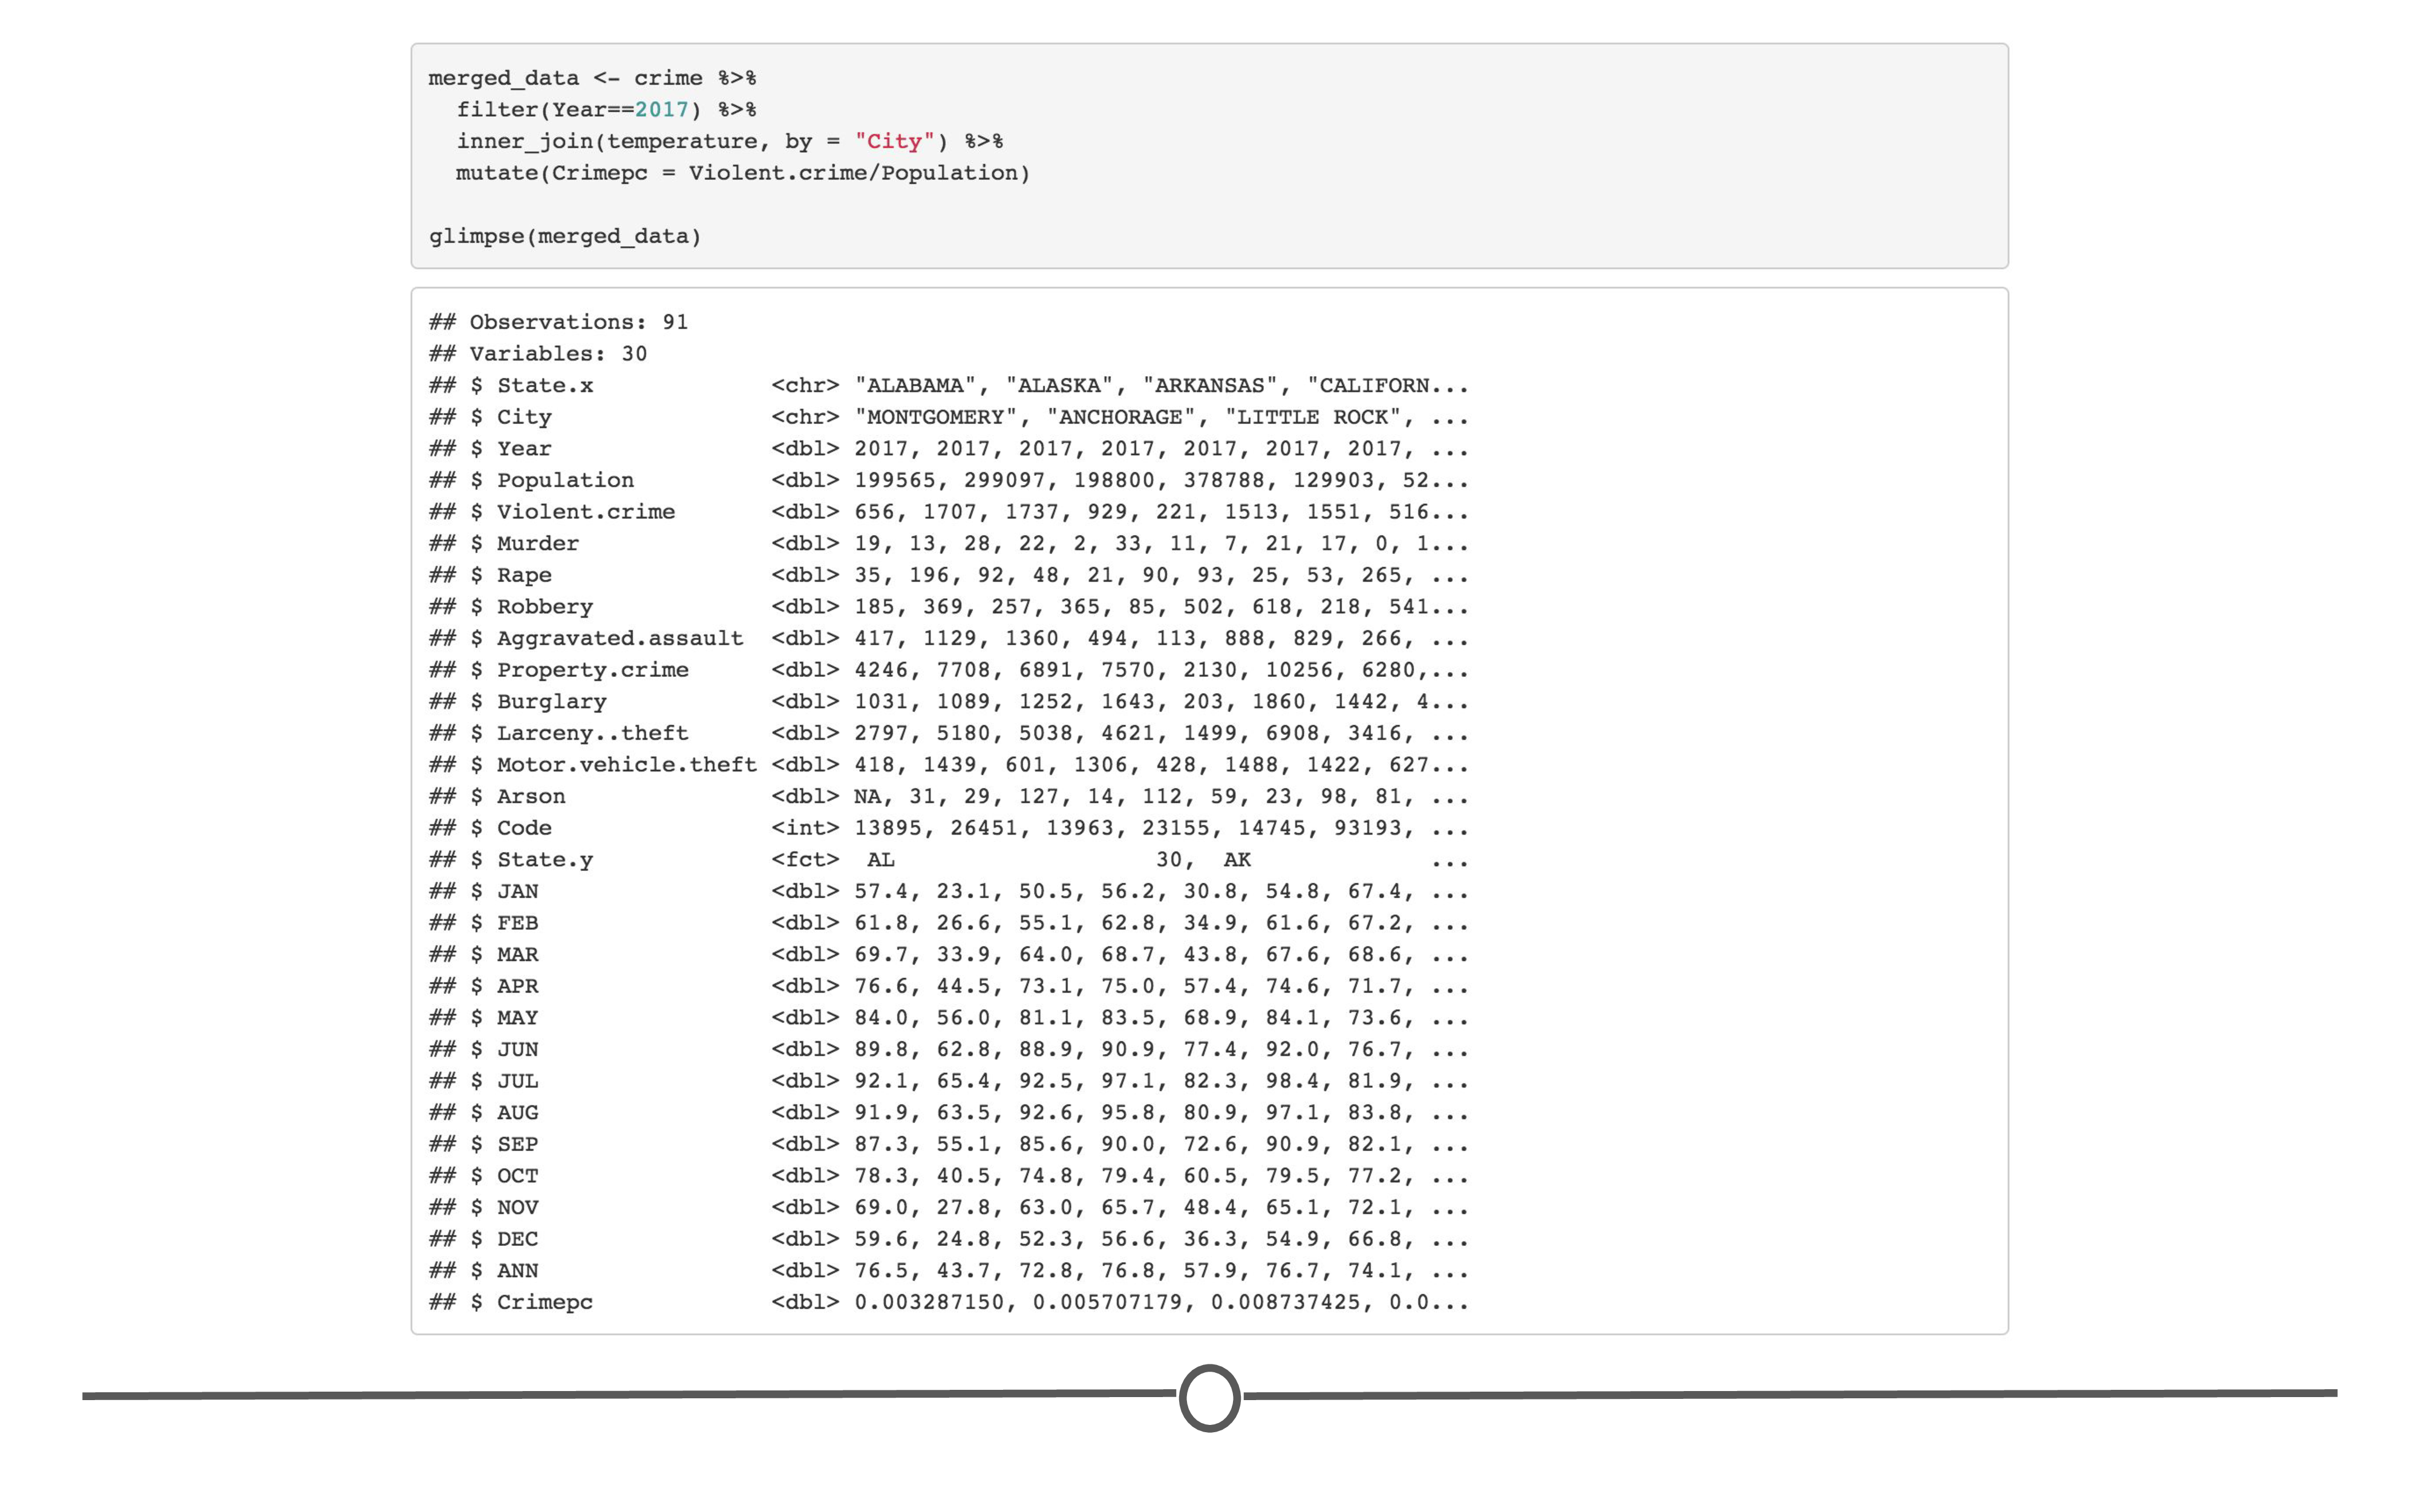 merged_data <- crime %>%
  filter(Year==2017) %>%
  inner_join(temperature, by = "City") %>%
  mutate(Crimepc = Violent.crime/Population)

glimpse(merged_data)

## Observations: 91
## Variables: 30
## $ State.x             <chr> "ALABAMA", "ALASKA", "ARKANSAS", "CALIFORN...
## $ City                <chr> "MONTGOMERY", "ANCHORAGE", "LITTLE ROCK", ...
## $ Year                <dbl> 2017, 2017, 2017, 2017, 2017, 2017, 2017, ...
## $ Population          <dbl> 199565, 299097, 198800, 378788, 129903, 52...
## $ Violent.crime       <dbl> 656, 1707, 1737, 929, 221, 1513, 1551, 516...
## $ Murder              <dbl> 19, 13, 28, 22, 2, 33, 11, 7, 21, 17, 0, 1...
## $ Rape                <dbl> 35, 196, 92, 48, 21, 90, 93, 25, 53, 265, ...
## $ Robbery             <dbl> 185, 369, 257, 365, 85, 502, 618, 218, 541...
## $ Aggravated.assault  <dbl> 417, 1129, 1360, 494, 113, 888, 829, 266, ...
## $ Property.crime      <dbl> 4246, 7708, 6891, 7570, 2130, 10256, 6280,...
## $ Burglary            <dbl> 1031, 1089, 1252, 1643, 203, 1860, 1442, 4...
## $ Larceny..theft      <dbl> 2797, 5180, 5038, 4621, 1499, 6908, 3416, ...
## $ Motor.vehicle.theft <dbl> 418, 1439, 601, 1306, 428, 1488, 1422, 627...
## $ Arson               <dbl> NA, 31, 29, 127, 14, 112, 59, 23, 98, 81, ...
## $ Code                <int> 13895, 26451, 13963, 23155, 14745, 93193, ...
## $ State.y             <fct>  AL                   30,  AK             ...
## $ JAN                 <dbl> 57.4, 23.1, 50.5, 56.2, 30.8, 54.8, 67.4, ...
## $ FEB                 <dbl> 61.8, 26.6, 55.1, 62.8, 34.9, 61.6, 67.2, ...
## $ MAR                 <dbl> 69.7, 33.9, 64.0, 68.7, 43.8, 67.6, 68.6, ...
## $ APR                 <dbl> 76.6, 44.5, 73.1, 75.0, 57.4, 74.6, 71.7, ...
## $ MAY                 <dbl> 84.0, 56.0, 81.1, 83.5, 68.9, 84.1, 73.6, ...
## $ JUN                 <dbl> 89.8, 62.8, 88.9, 90.9, 77.4, 92.0, 76.7, ...
## $ JUL                 <dbl> 92.1, 65.4, 92.5, 97.1, 82.3, 98.4, 81.9, ...
## $ AUG                 <dbl> 91.9, 63.5, 92.6, 95.8, 80.9, 97.1, 83.8, ...
## $ SEP                 <dbl> 87.3, 55.1, 85.6, 90.0, 72.6, 90.9, 82.1, ...
## $ OCT                 <dbl> 78.3, 40.5, 74.8, 79.4, 60.5, 79.5, 77.2, ...
## $ NOV                 <dbl> 69.0, 27.8, 63.0, 65.7, 48.4, 65.1, 72.1, ...
## $ DEC                 <dbl> 59.6, 24.8, 52.3, 56.6, 36.3, 54.9, 66.8, ...
## $ ANN                 <dbl> 76.5, 43.7, 72.8, 76.8, 57.9, 76.7, 74.1, ...
## $ Crimepc             <dbl> 0.003287150, 0.005707179, 0.008737425, 0.0...